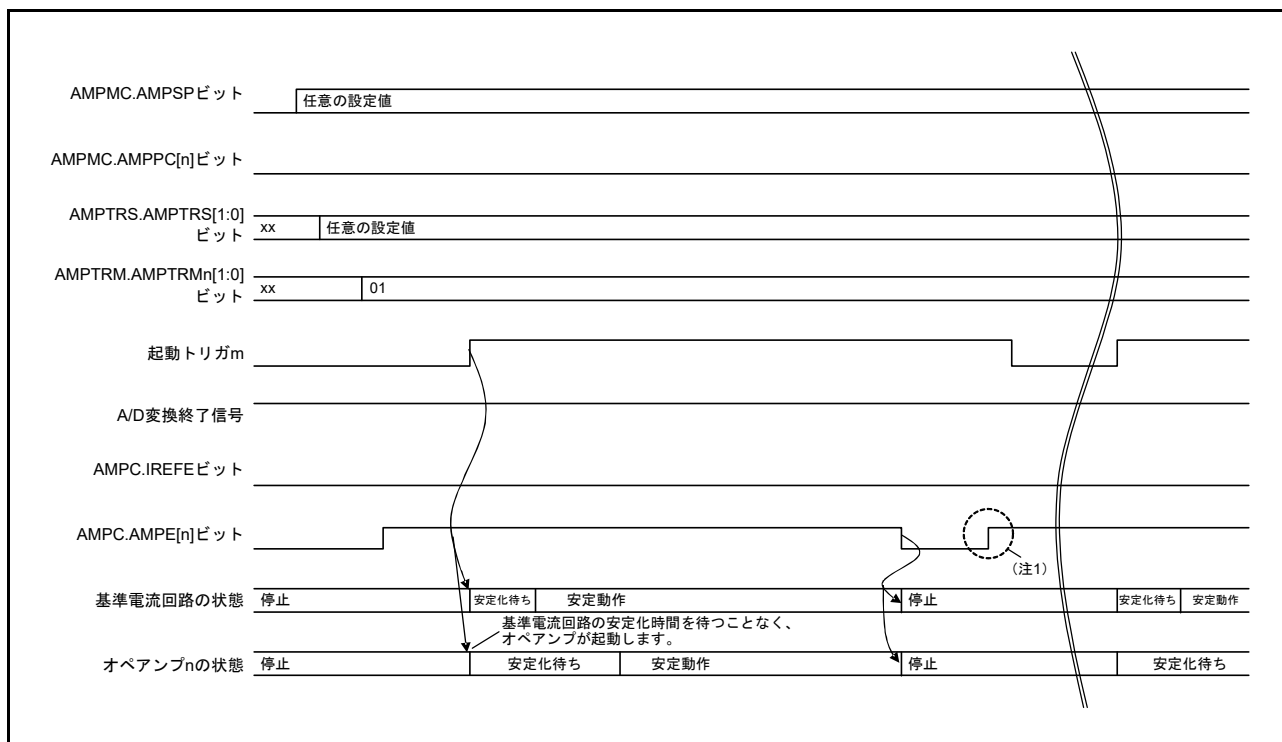 AMPMC.AMPSPビット
任意の設定値
AMPMC.AMPPC[n]ビット
AMPTRS.AMPTRS[1:0]
ビット
xx
任意の設定値
AMPTRM.AMPTRMn[1:0]
ビット
xx
01
起動トリガm
A/D変換終了信号
AMPC.IREFEビット
AMPC.AMPE[n]ビット
(注1)
基準電流回路の状態
停止
安定化待ち
安定動作
停止
安定化待ち
安定動作
基準電流回路の安定化時間を待つことなく、
オペアンプが起動します。
オペアンプnの状態
停止
安定化待ち
安定動作
停止
安定化待ち